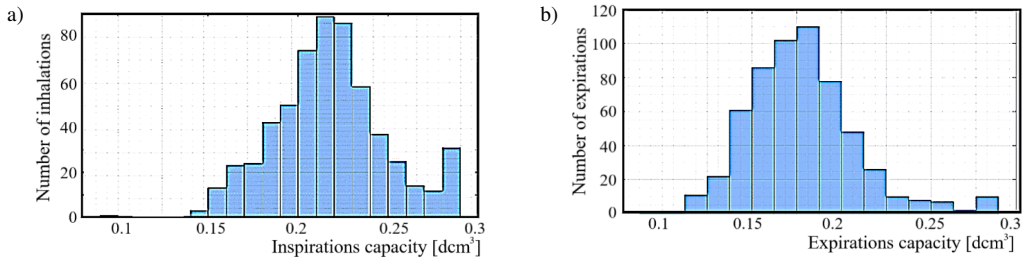 a)
Number of inhalations
80
60
40
20
0
0.1 0.15 0.2 0.25 0.3
Inspirations capacity [dcm³]
b)
Number of expirations
120
100
80
60
40
20
0
0.1 0.15 0.2 0.25 0.3
Expirations capacity [dcm³]